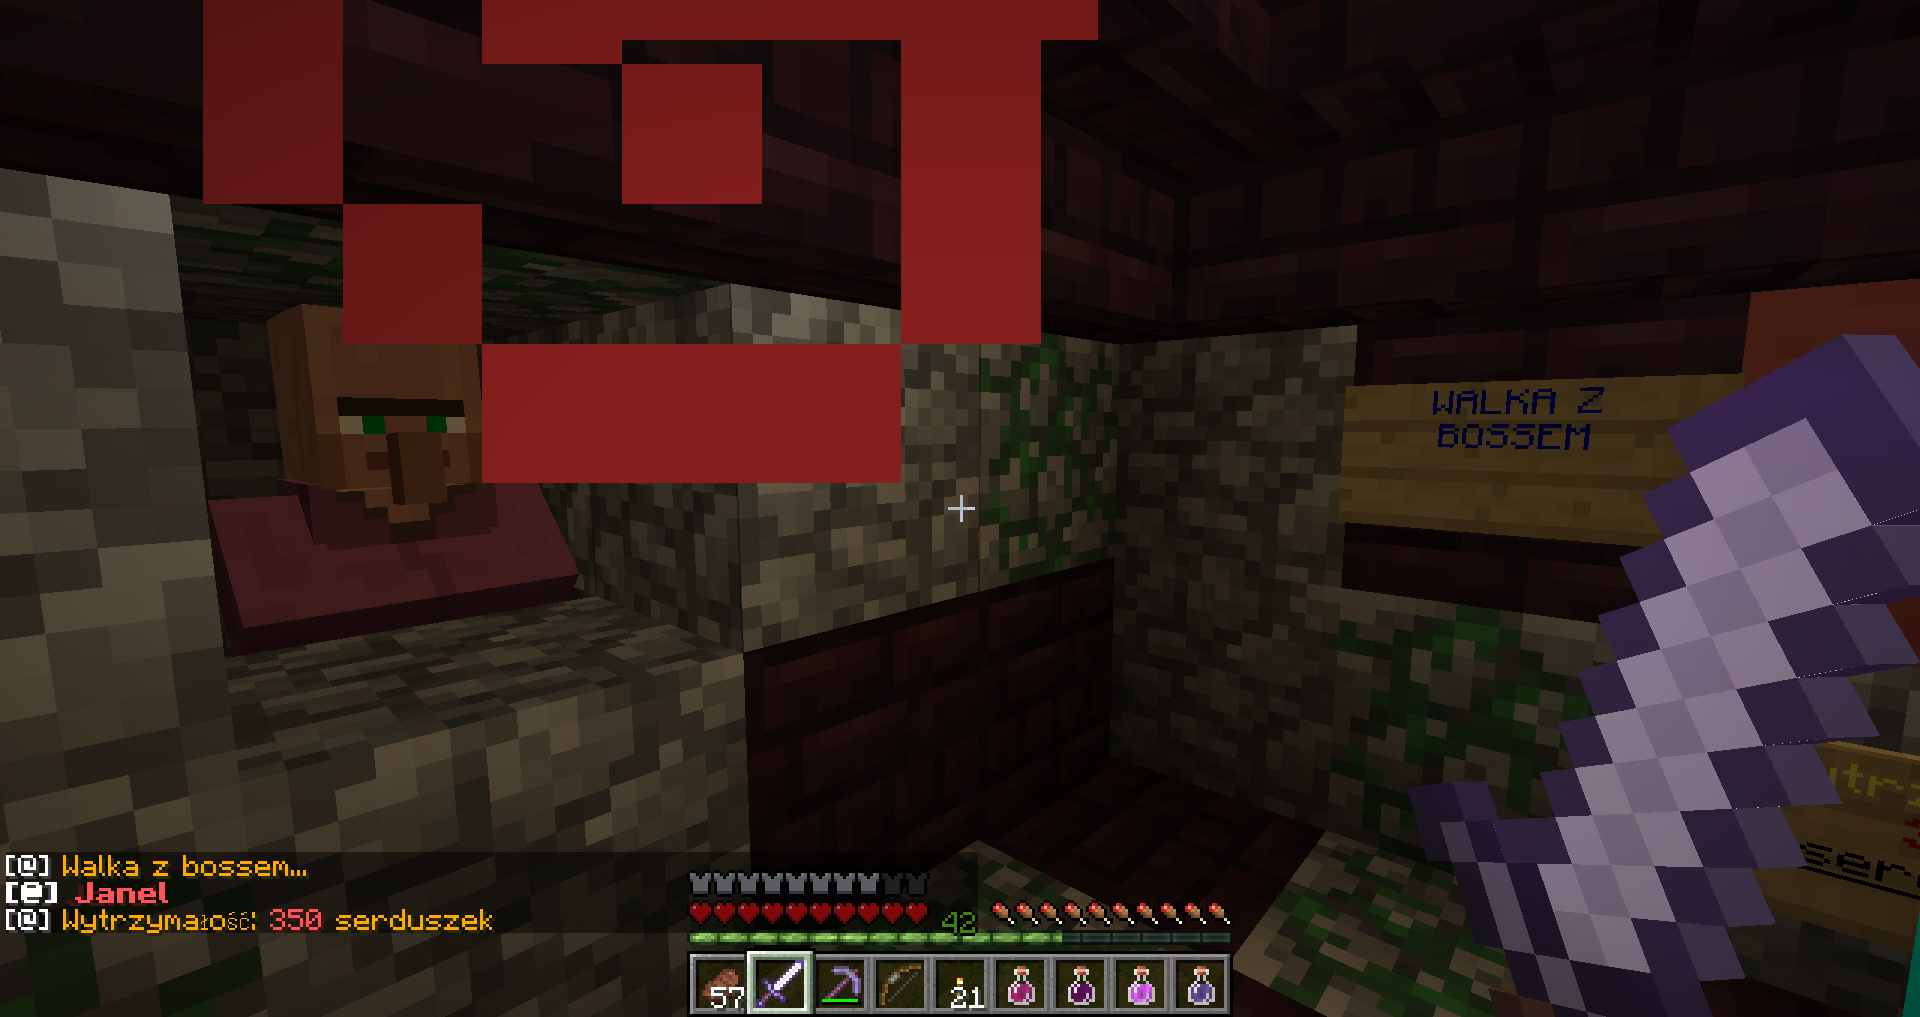 WALKA Z
BOSSEM
[@] Walka z bossem...
[@] Janel
[@] Wytrzymałość: 350 serduszek
42
57
21